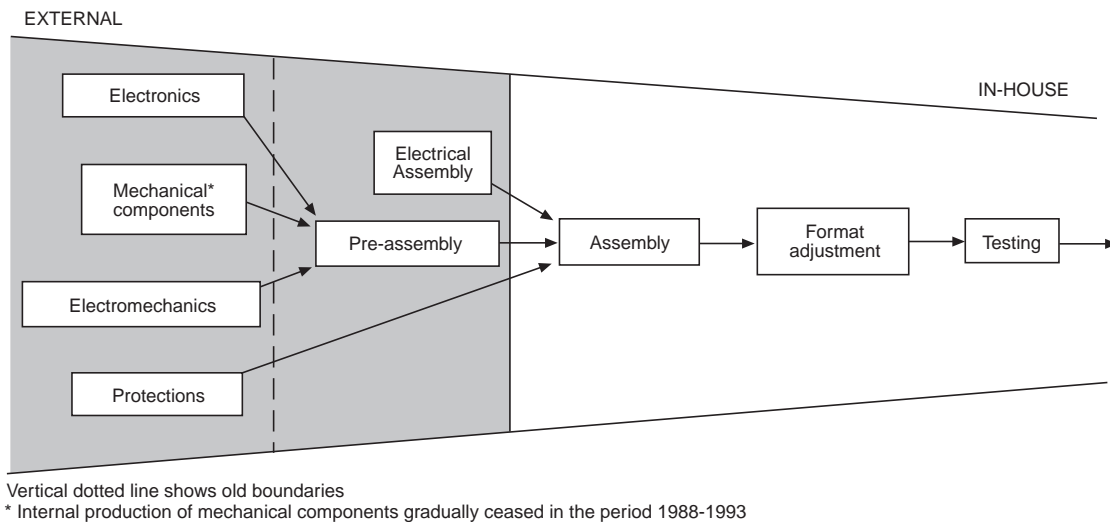 EXTERNAL
IN-HOUSE
Electronics
Electrical
Assembly
Mechanical*
components
Pre-assembly
Assembly
Format
adjustment
Testing
Electromechanics
Protections
Vertical dotted line shows old boundaries
* Internal production of mechanical components gradually ceased in the period 1988-1993